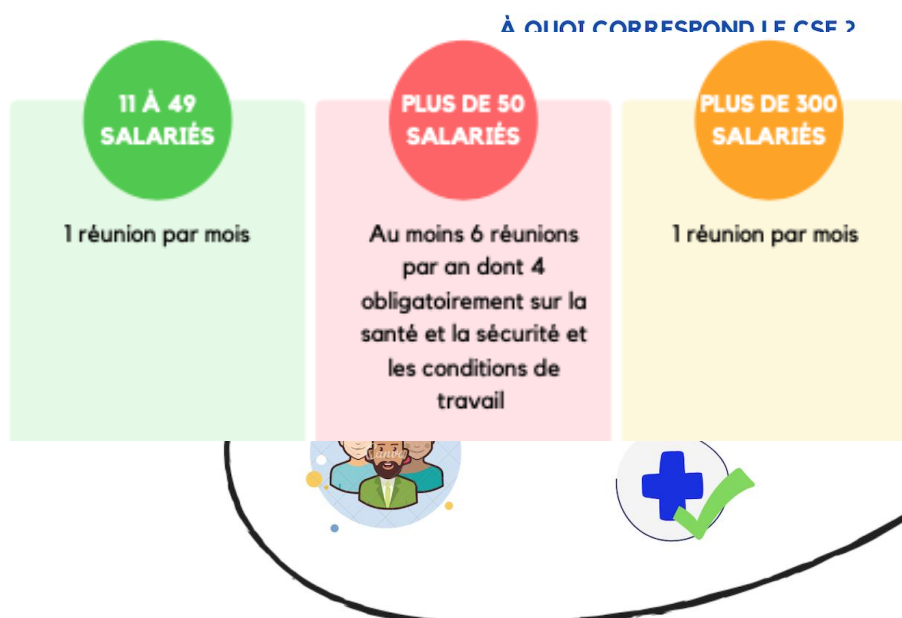 À QUOI CORRESPOND LE CSE ?
11 À 49
SALARIÉS
1 réunion par mois
PLUS DE 50
SALARIÉS
Au moins 6 réunions
par an dont 4
obligatoirement sur la
santé et la sécurité et
les conditions de
travail
PLUS DE 300
SALARIÉS
1 réunion par mois
Canva